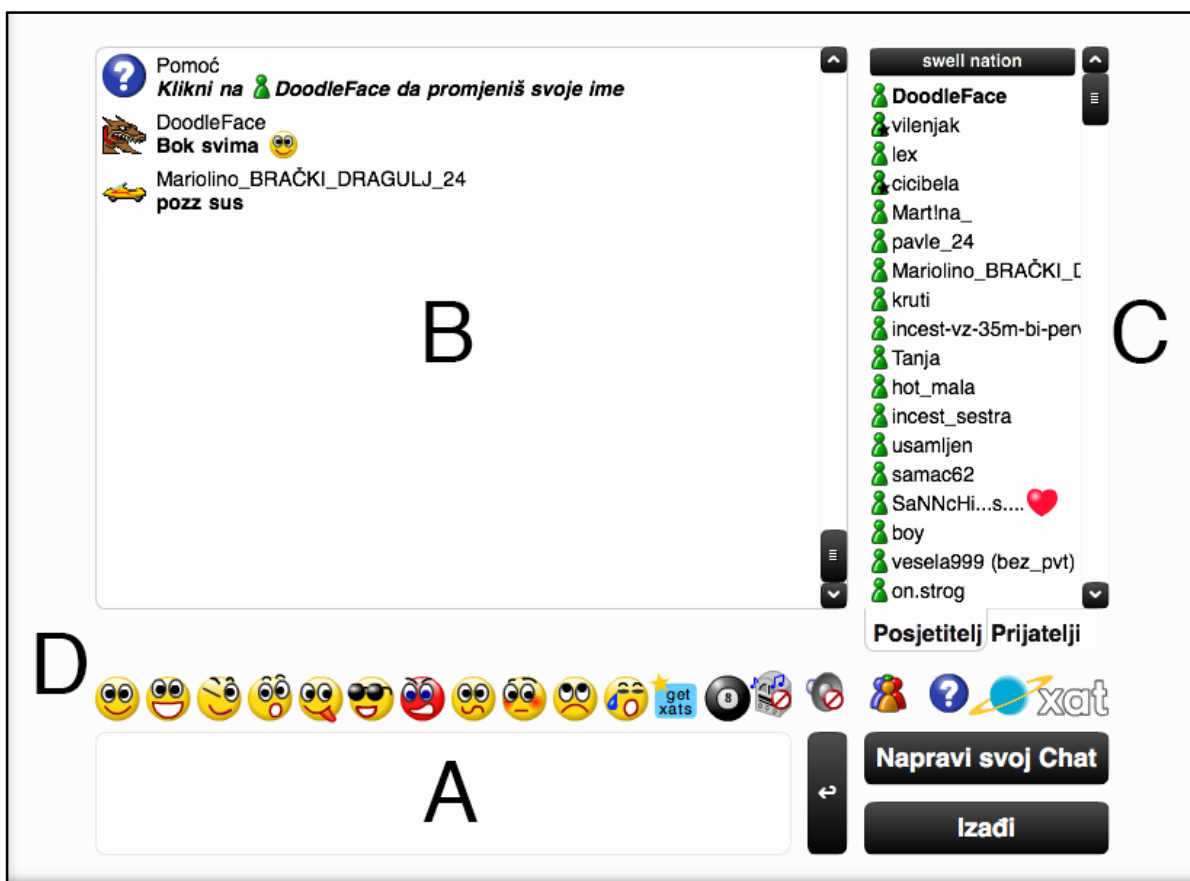 Pomoć
Klikni na DoodleFace da promjeniš svoje ime
DoodleFace
Bok svima
Mariolino_BRAČKI_DRAGULJ_24
pozz sus
B
swell nation
DoodleFace
vilenjak
lex
cicibela
Mart!na_
pavle_24
Mariolino_BRAČKI_D
kruti
incest-vz-35m-bi-perv
Tanja
hot_mala
incest_sestra
usamljen
samac62
SaNNcHi...s....
boy
vesela999 (bez_pvt)
on.strog
C
Posjetitelj Prijatelji
D
get
xats
8
xat
A
Napravi svoj Chat
Izađi